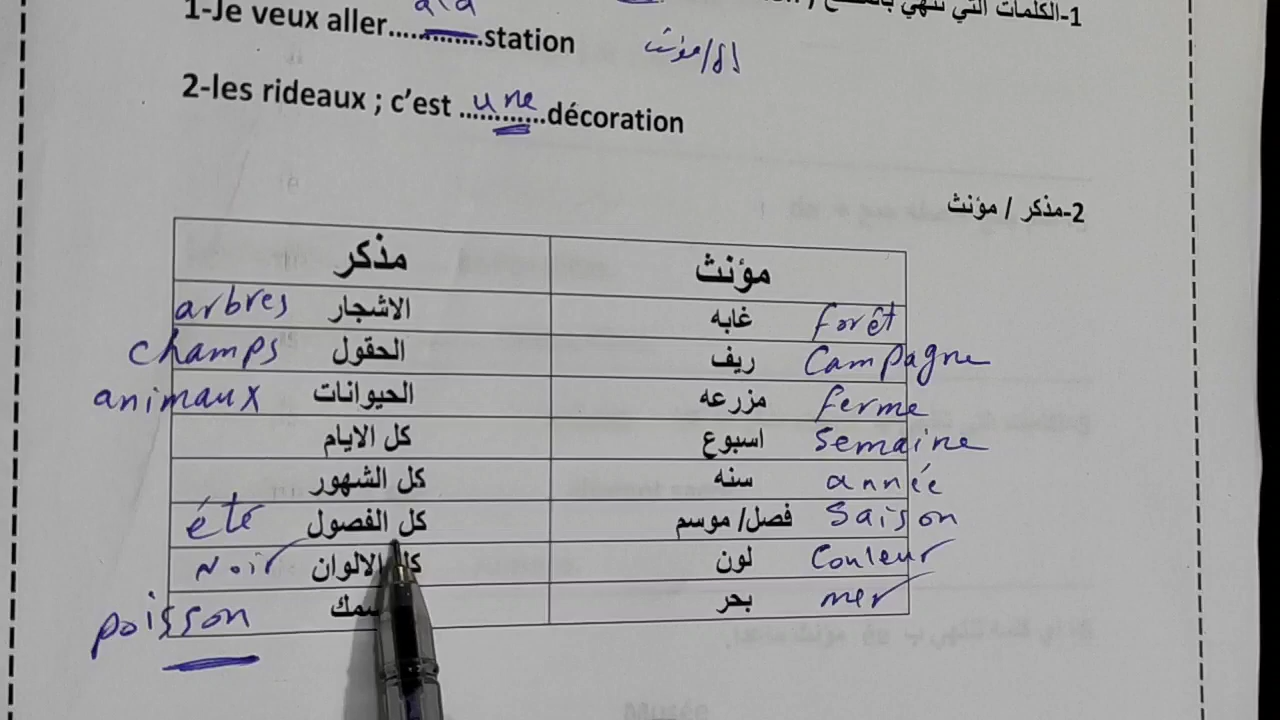 1-الكلمات التي تنتهي
1-Je veux aller.............station
à la
/ مؤنث
2-les rideaux ; c'est ............décoration
une
2-مذكر / مؤنث
مؤنث مذكر
forêt غابه الاشجار arbres
Campagne ريف الحقول champs
ferme مزرعه الحيوانات animaux
Semaine اسبوع كل الايام
année سنه كل الشهور
Saison فصل/ موسم كل الفصول été
Couleur لون كل الالوان Noir
mer بحر سمك poisson